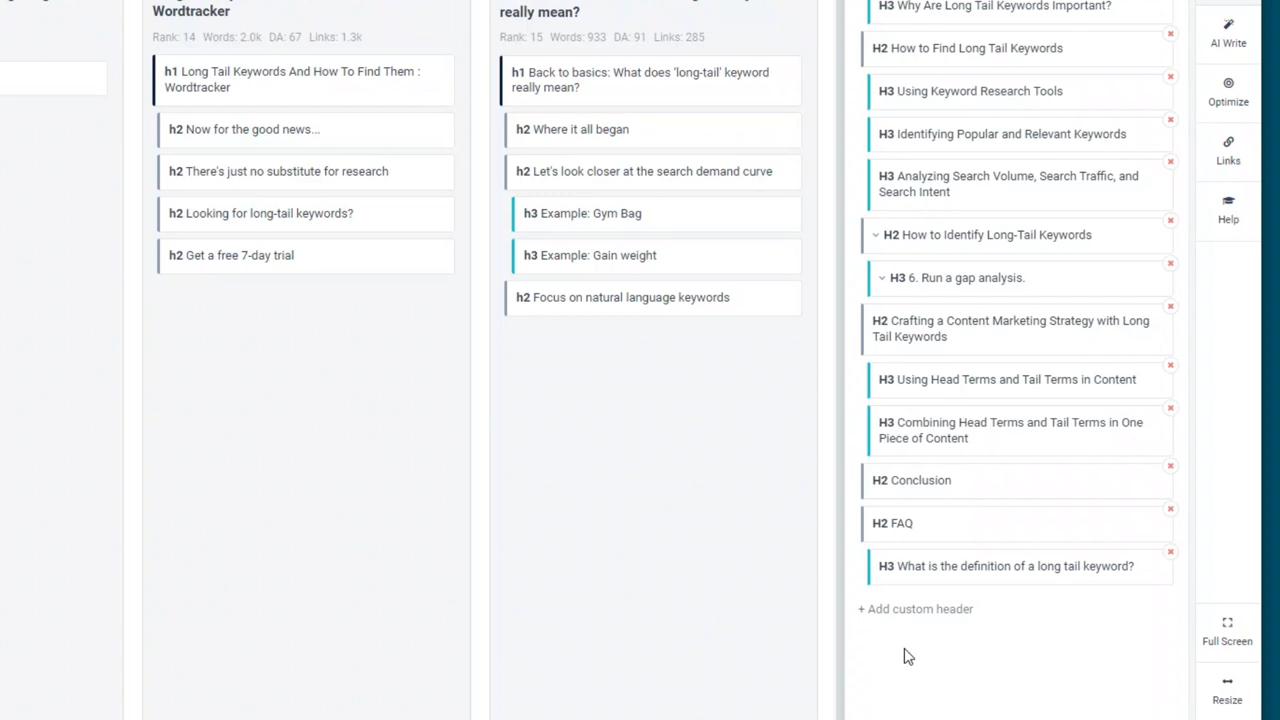 Wordtracker
Rank: 14 Words: 2.0k DA: 67 Links: 1.3k
h1 Long Tail Keywords And How To Find Them :
Wordtracker
h2 Now for the good news...
h2 There's just no substitute for research
h2 Looking for long-tail keywords?
h2 Get a free 7-day trial
really mean?
Rank: 15 Words: 933 DA: 91 Links: 285
h1 Back to basics: What does 'long-tail' keyword
really mean?
h2 Where it all began
h2 Let's look closer at the search demand curve
h3 Example: Gym Bag
h3 Example: Gain weight
h2 Focus on natural language keywords
H3 Why Are Long Tail Keywords Important?
H2 How to Find Long Tail Keywords
H3 Using Keyword Research Tools
H3 Identifying Popular and Relevant Keywords
H3 Analyzing Search Volume, Search Traffic, and
Search Intent
H2 How to Identify Long-Tail Keywords
H3 6. Run a gap analysis.
H2 Crafting a Content Marketing Strategy with Long
Tail Keywords
H3 Using Head Terms and Tail Terms in Content
H3 Combining Head Terms and Tail Terms in One
Piece of Content
H2 Conclusion
H2 FAQ
H3 What is the definition of a long tail keyword?
+ Add custom header
AI Write
Optimize
Links
Help
Full Screen
Resize